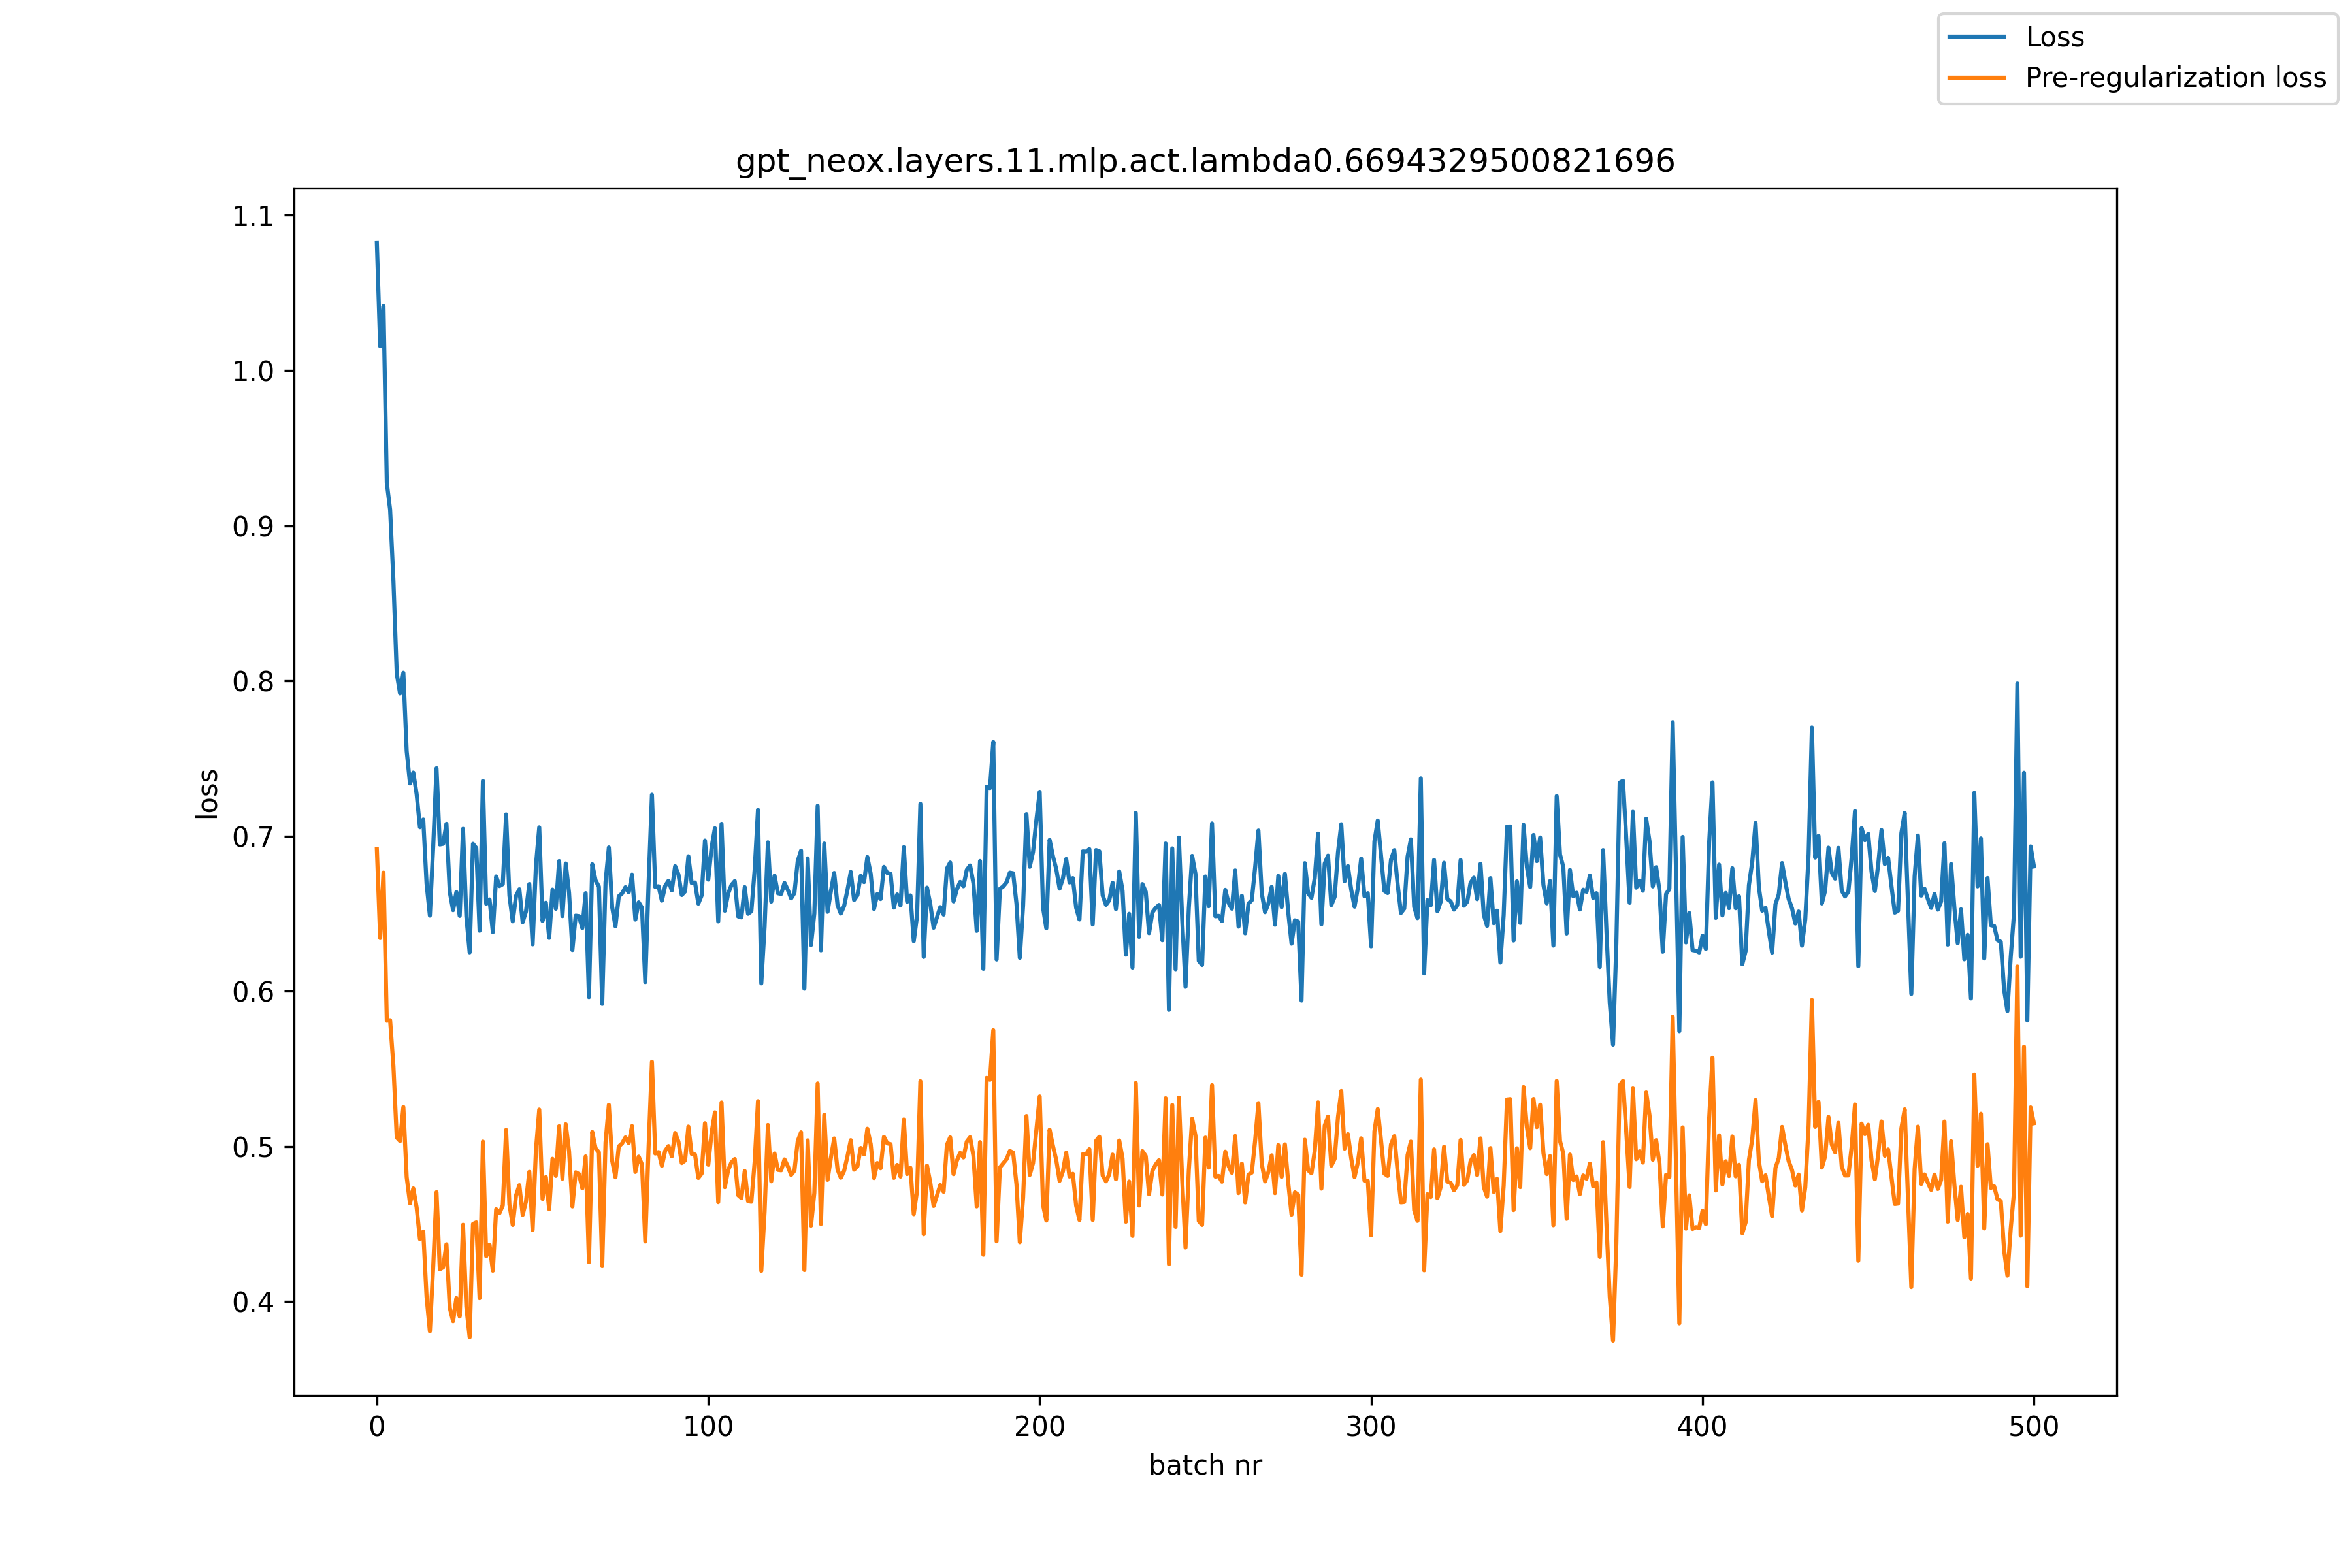 Loss
Pre-regularization loss
gpt_neox.layers.11.mlp.act.lambda0.6694329500821696
1.1
1.0
0.9
0.8
0.7
0.6
0.5
0.4
loss
0 100 200 300 400 500
batch nr